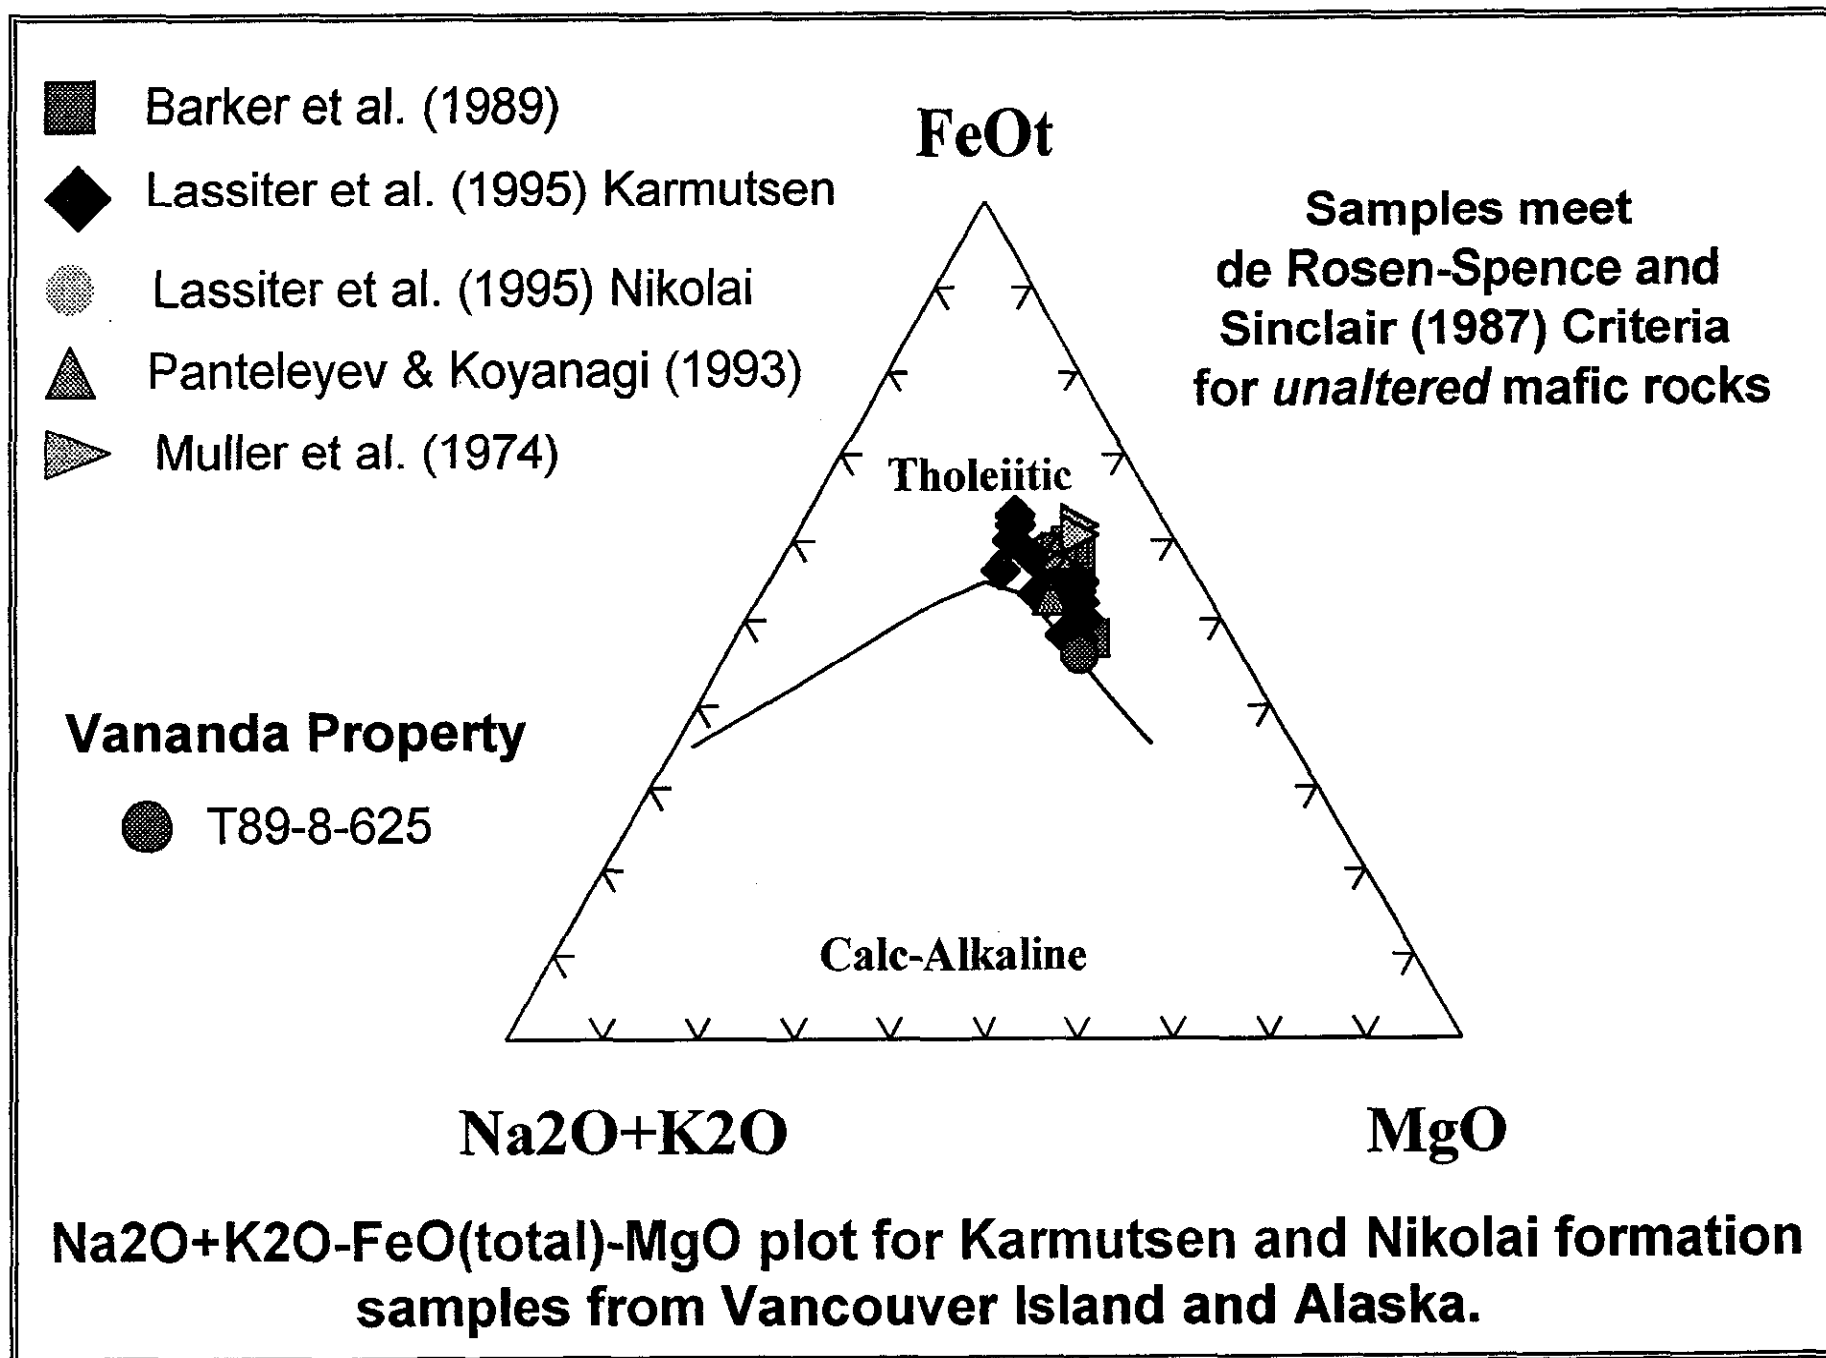 Barker et al. (1989)
Lassiter et al. (1995) Karmutsen
Lassiter et al. (1995) Nikolai
Panteleyev & Koyanagi (1993)
Muller et al. (1974)
FeOt
Samples meet
de Rosen-Spence and
Sinclair (1987) Criteria
for unaltered mafic rocks
Tholeiitic
Vananda Property
T89-8-625
Calc-Alkaline
Na2O+K2O
MgO
Na2O+K2O-FeO(total)-MgO plot for Karmutsen and Nikolai formation
samples from Vancouver Island and Alaska.